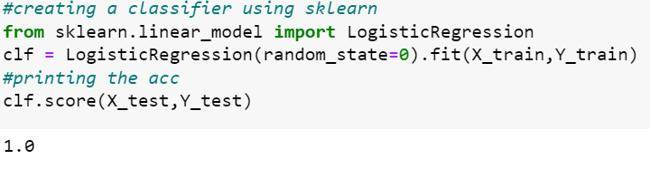 #creating a classifier using sklearn
from sklearn.linear_model import LogisticRegression
clf = LogisticRegression(random_state=0).fit(X_train,Y_train)
#printing the acc
clf.score(X_test,Y_test)
1.0